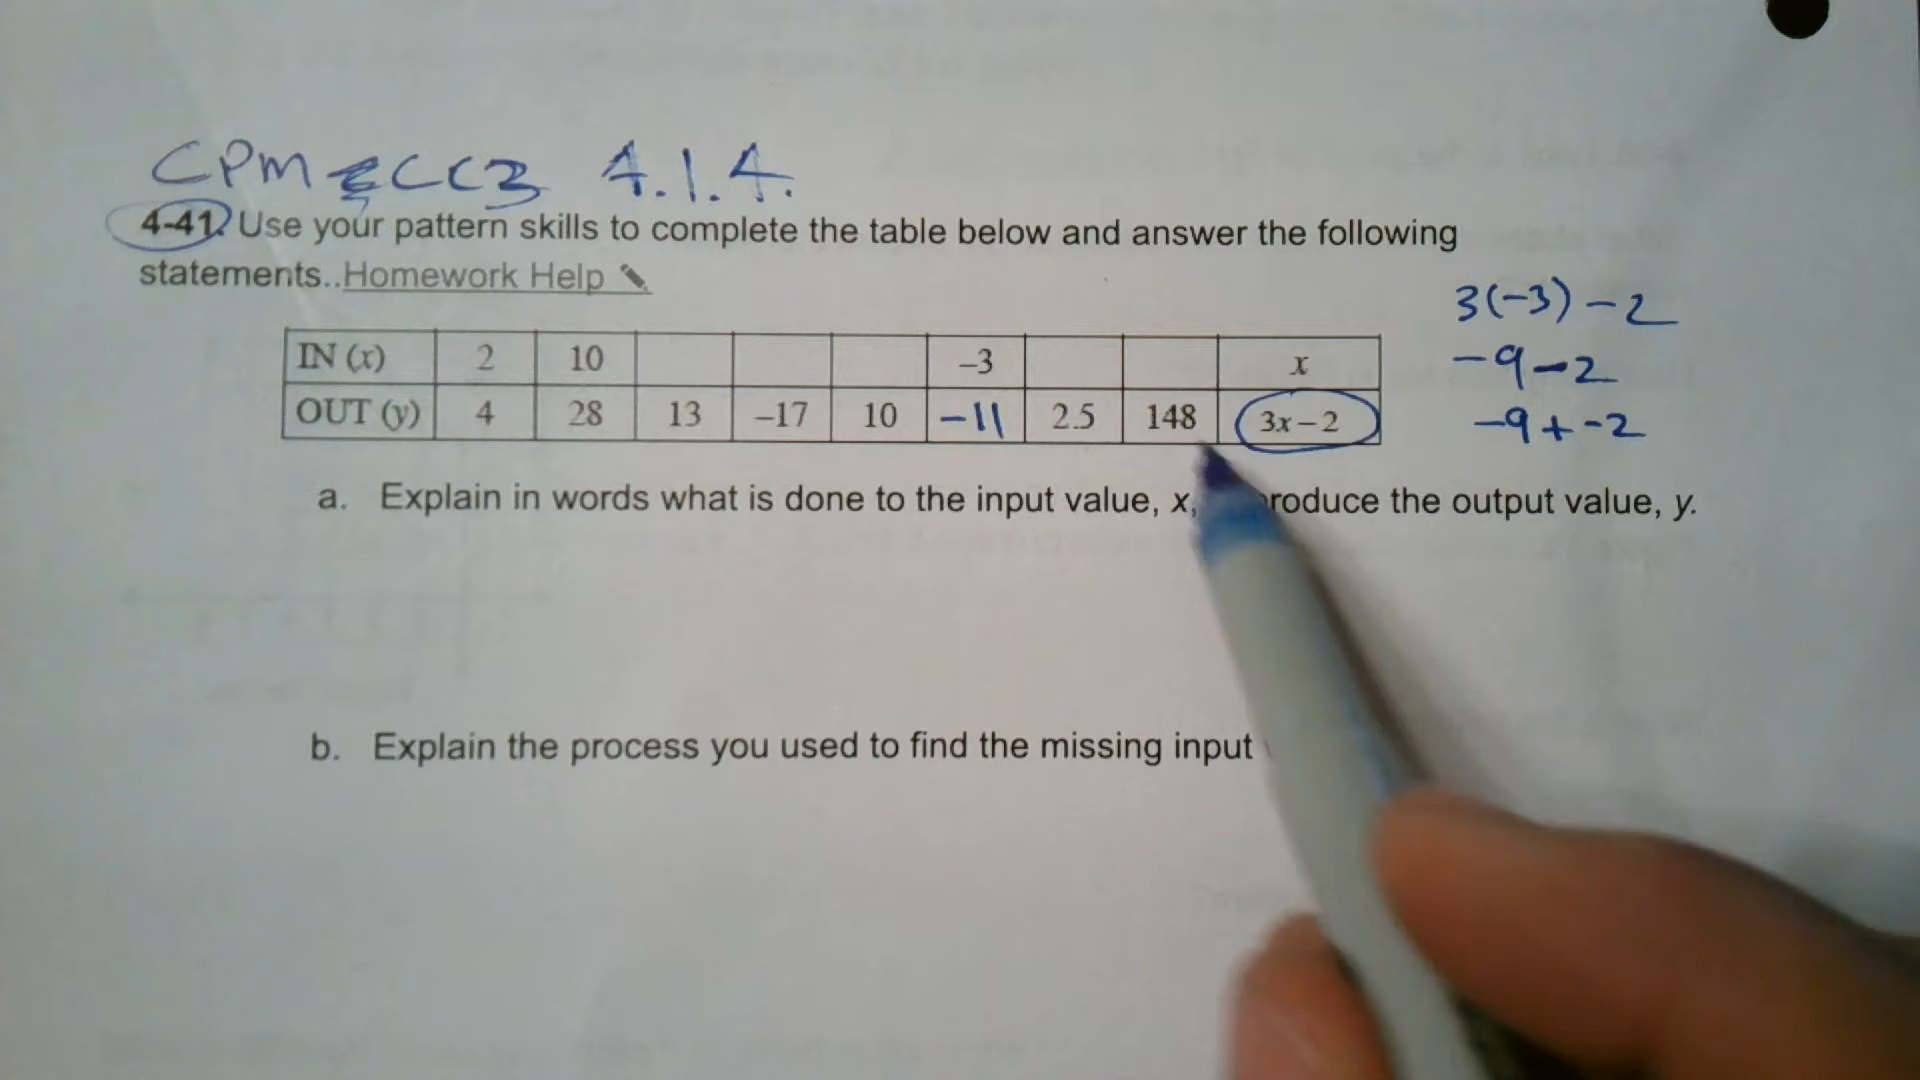 CPM CC3 4.1.4.
4-41. Use your pattern skills to complete the table below and answer the following
statements..Homework Help ✎
3(-3) - 2
IN (x) 2 10 –3 x
-9 - 2
OUT (y) 4 28 13 –17 10 -11 2.5 148 3x – 2
-9 + -2
a. Explain in words what is done to the input value, x, roduce the output value, y.
b. Explain the process you used to find the missing input